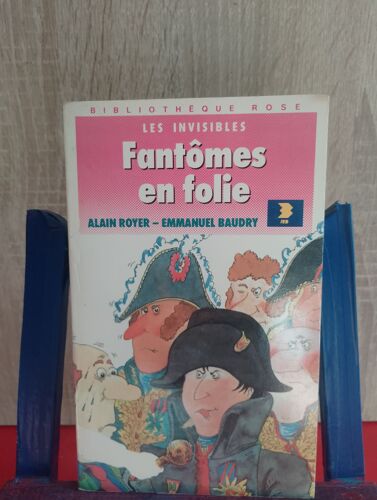 BIBLIOTHÈQUE ROSE
LES INVISIBLES
Fantômes
en folie
ALAIN ROYER – EMMANUEL BAUDRY